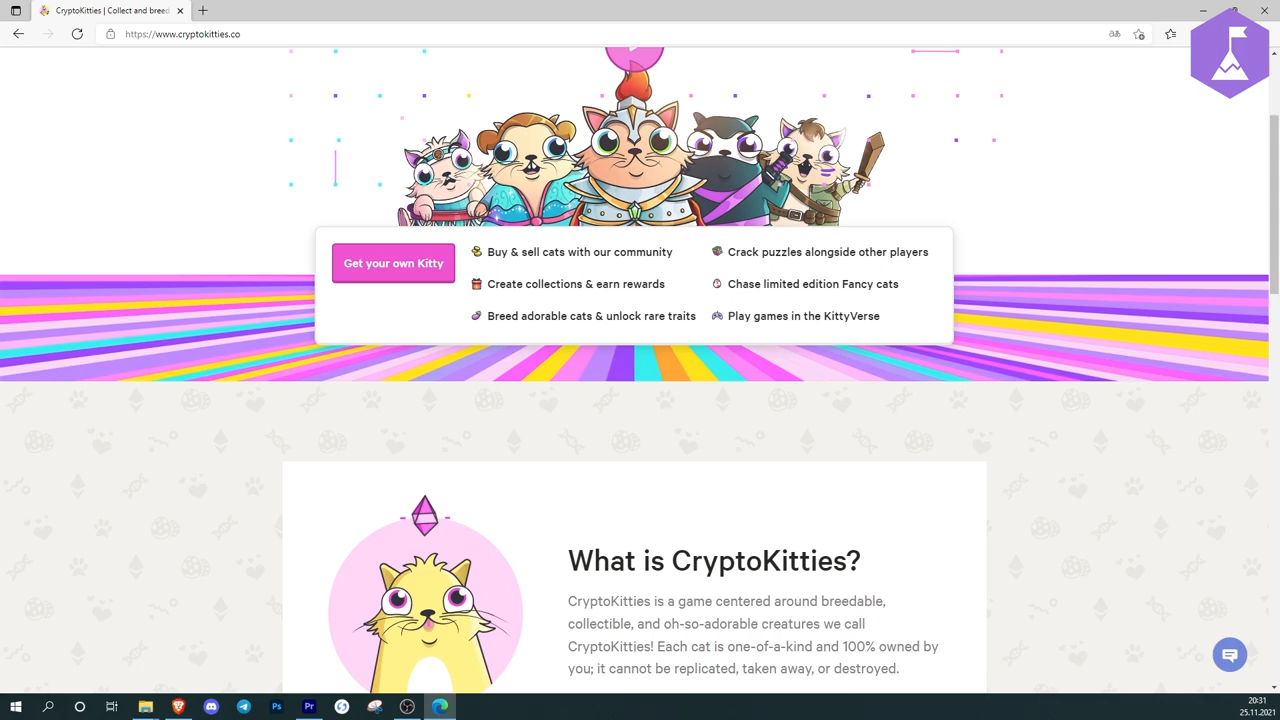 CryptoKitties | Collect and breed
https://www.cryptokitties.co
Get your own Kitty
Buy & sell cats with our community
Crack puzzles alongside other players
Create collections & earn rewards
Chase limited edition Fancy cats
Breed adorable cats & unlock rare traits
Play games in the KittyVerse
What is CryptoKitties?
CryptoKitties is a game centered around breedable,
collectible, and oh-so-adorable creatures we call
CryptoKitties! Each cat is one-of-a-kind and 100% owned by
you; it cannot be replicated, taken away, or destroyed.
Ps
Pr
20:31
25.11.2021